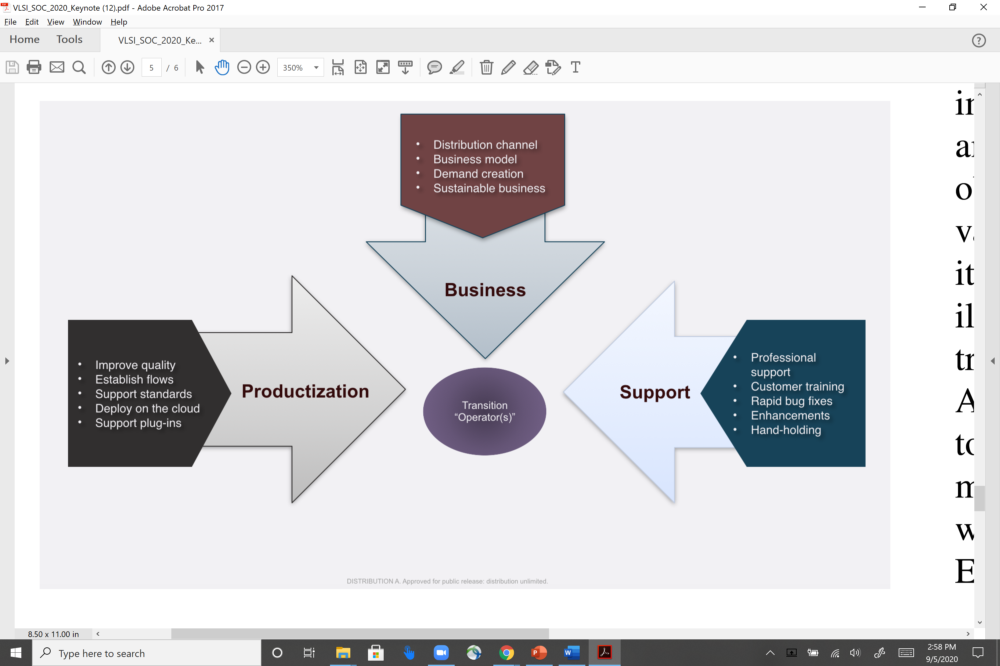 VLSI_SOC_2020_Keynote (12).pdf - Adobe Acrobat Pro 2017
File Edit View Window Help
Home Tools VLSI_SOC_2020_Ke... ×
5 / 6 350%
• Distribution channel
• Business model
• Demand creation
• Sustainable business
Business
• Improve quality
• Establish flows
• Support standards
• Deploy on the cloud
• Support plug-ins
Productization
Transition
“Operator(s)”
Support
• Professional
support
• Customer training
• Rapid bug fixes
• Enhancements
• Hand-holding
DISTRIBUTION A. Approved for public release: distribution unlimited.
8.50 x 11.00 in
Type here to search
2:58 PM
9/5/2020